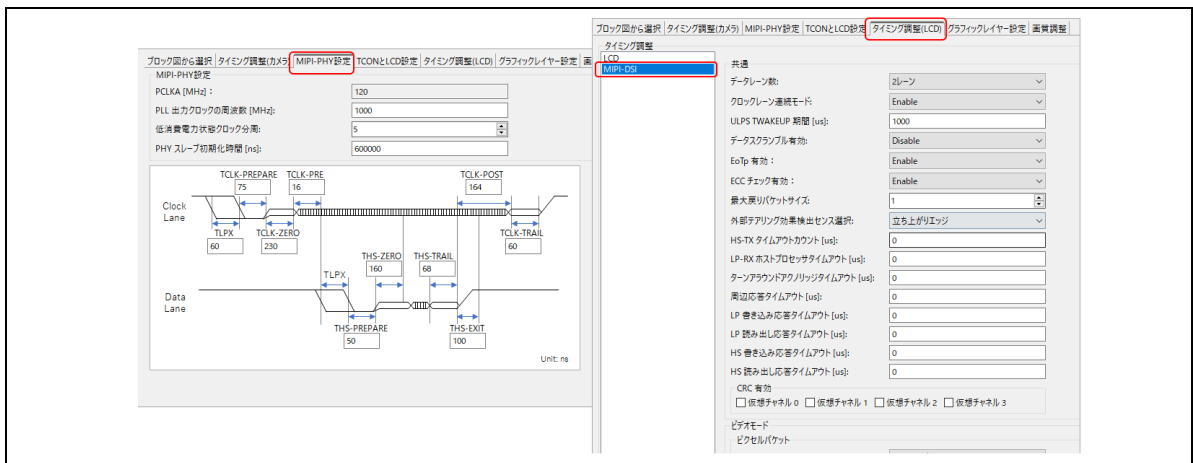 ブロック図から選択 タイミング調整(カメラ) MIPI-PHY設定 TCONとLCD設定 タイミング調整(LCD) グラフィックレイヤー設定
MIPI-PHY設定
PCLKA [MHz]： 120
PLL 出力クロックの周波数 [MHz]: 1000
低消費電力状態クロック分周: 5
PHY スレーブ初期化時間 [ns]: 600000
TCLK-PREPARE TCLK-PRE TCLK-POST
75 16 164
Clock
Lane
TLPX TCLK-ZERO TCLK-TRAIL
60 230 60
THS-ZERO THS-TRAIL
160 68
TLPX
Data
Lane
THS-PREPARE THS-EXIT
50 100
Unit: ns
ブロック図から選択 タイミング調整(カメラ) MIPI-PHY設定 TCONとLCD設定 タイミング調整(LCD) グラフィックレイヤー設定 画質調整
タイミング調整
LCD
MIPI-DSI
共通
データレーン数: 2レーン
クロックレーン連続モード: Enable
ULPS TWAKEUP 期間 [us]: 1000
データスクランブル有効: Disable
EoTp 有効： Enable
ECC チェック有効： Enable
最大戻りパケットサイズ: 1
外部テアリング効果検出センス選択: 立ち上がりエッジ
HS-TX タイムアウトカウント [us]: 0
LP-RX ホストプロセッサタイムアウト [us]: 0
ターンアラウンドアクノリッジタイムアウト [us]: 0
周辺応答タイムアウト [us]: 0
LP 書き込み応答タイムアウト [us]: 0
LP 読み出し応答タイムアウト [us]: 0
HS 書き込み応答タイムアウト [us]: 0
HS 読み出し応答タイムアウト [us]: 0
CRC 有効
仮想チャネル 0 仮想チャネル 1 仮想チャネル 2 仮想チャネル 3
ビデオモード
ピクセルパケット